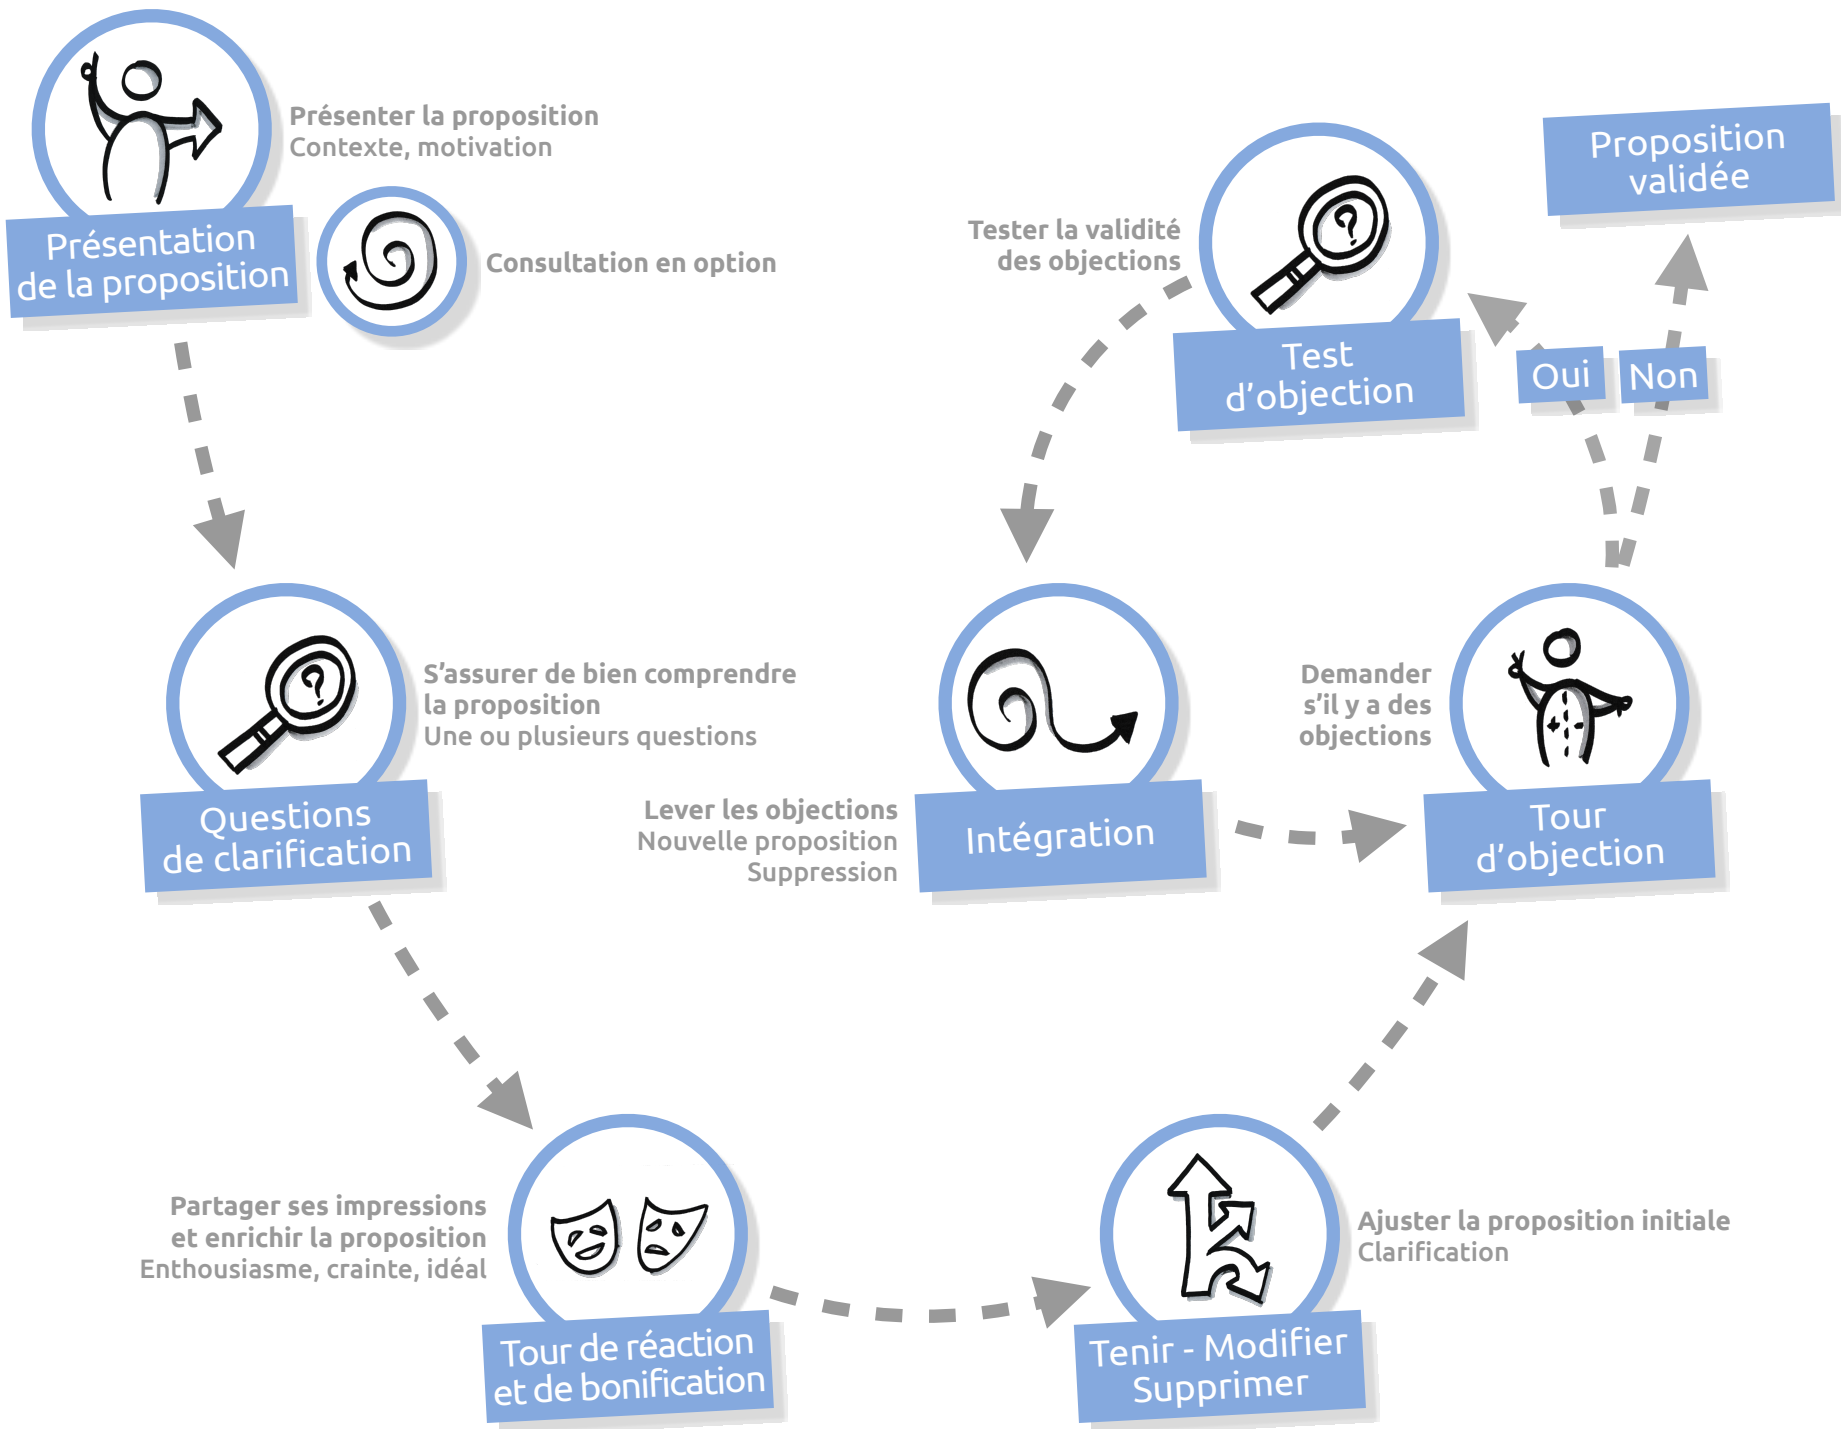 Présenter la proposition
Contexte, motivation
Présentation
de la proposition
Consultation en option
Questions
de clarification
S'assurer de bien comprendre
la proposition
Une ou plusieurs questions
Tour de réaction
et de bonification
Partager ses impressions
et enrichir la proposition
Enthousiasme, crainte, idéal
Tenir - Modifier
Supprimer
Ajuster la proposition initiale
Clarification
Tour
d'objection
Demander
s'il y a des
objections
Oui
Non
Proposition
validée
Test
d'objection
Tester la validité
des objections
Intégration
Lever les objections
Nouvelle proposition
Suppression